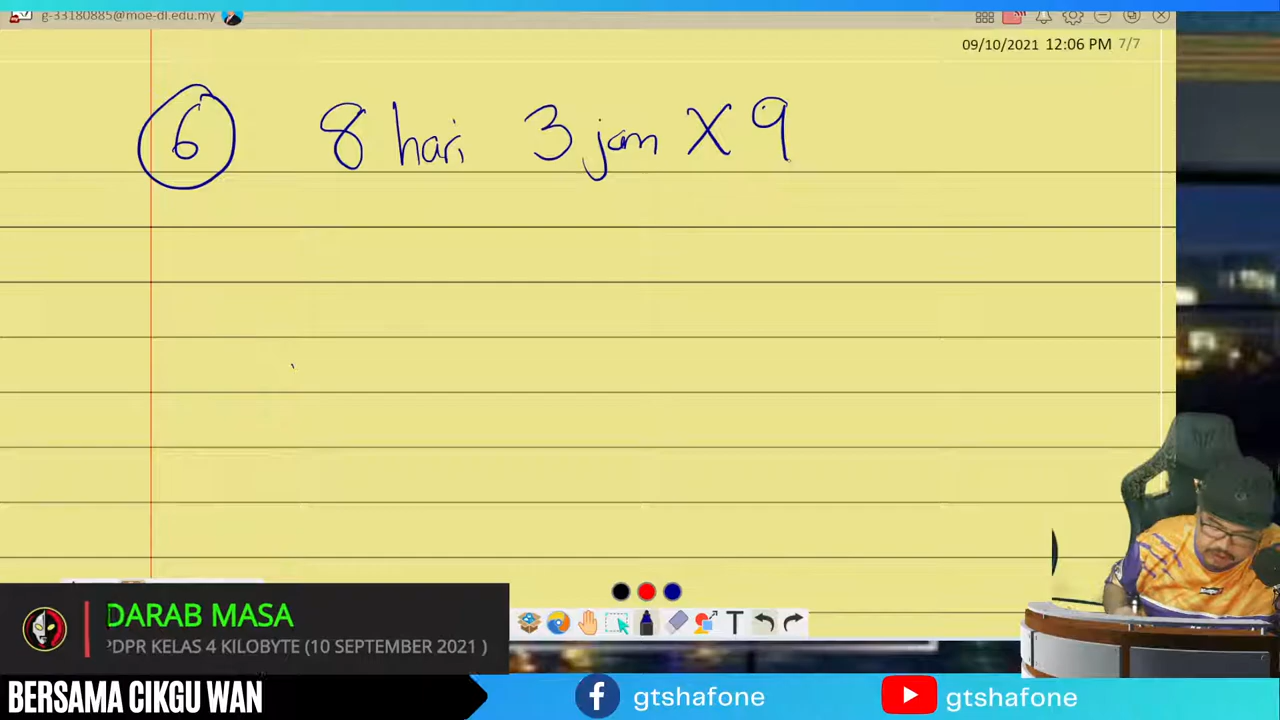 g-33180885@moe-dl.edu.my
09/10/2021 12:06 PM 7/7
6 8 hari 3 jam X 9
T
DARAB MASA
PDPR KELAS 4 KILOBYTE (10 SEPTEMBER 2021 )
BERSAMA CIKGU WAN
gtshafone
gtshafone